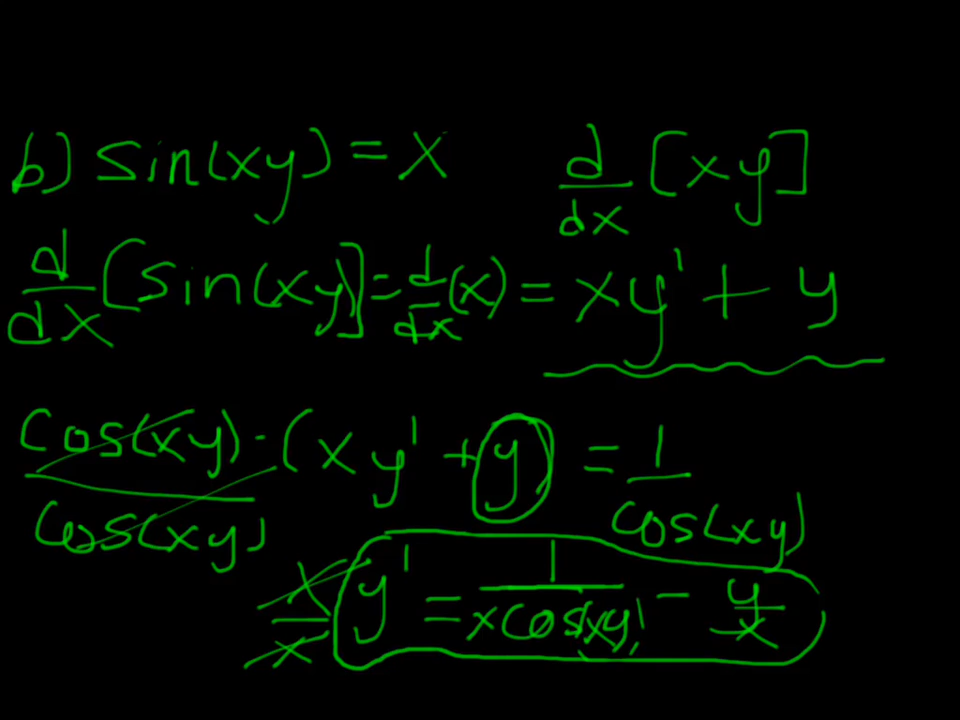 b) sin(xy) = x
d/dx [xy]
d/dx [sin(xy)] = d/dx (x) = xy' + y
cos(xy)/cos(xy) · (xy' + y = 1/cos(xy)
x/x y' = 1/xcos(xy) - y/x